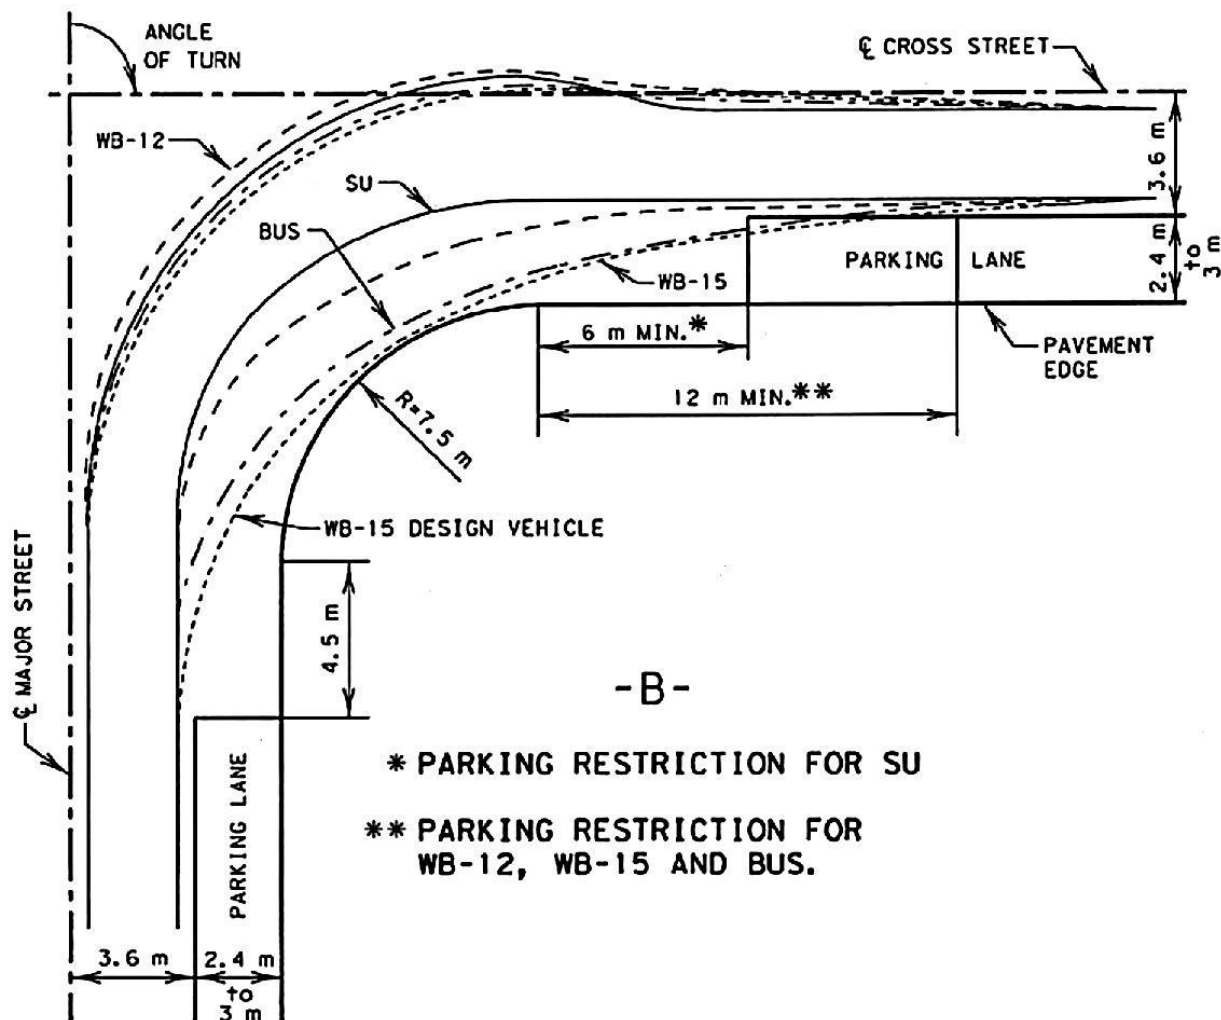 ANGLE
OF TURN
℄ CROSS STREET
WB-12
SU
3.6 m
BUS
2.4 m
to
3 m
PARKING LANE
WB-15
6 m MIN.*
PAVEMENT
EDGE
12 m MIN.**
R=7.5 m
WB-15 DESIGN VEHICLE
℄ MAJOR STREET
4.5 m
-B-
* PARKING RESTRICTION FOR SU
** PARKING RESTRICTION FOR
WB-12, WB-15 AND BUS.
PARKING LANE
3.6 m
2.4 m
to
3 m